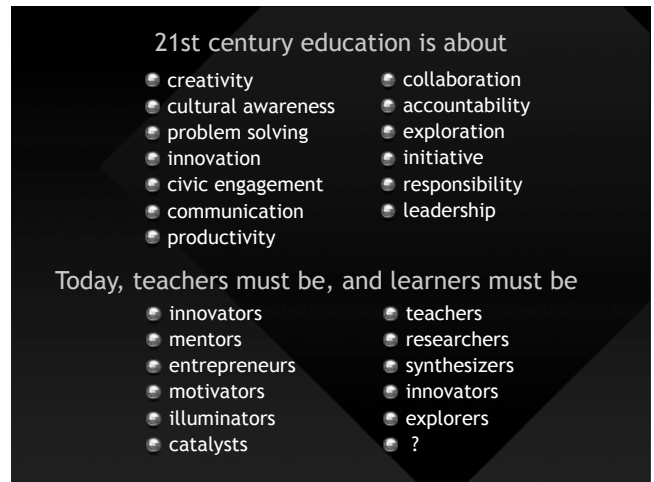 21st century education is about
creativity
cultural awareness
problem solving
innovation
civic engagement
communication
productivity
collaboration
accountability
exploration
initiative
responsibility
leadership
Today, teachers must be, and learners must be
innovators
mentors
entrepreneurs
motivators
illuminators
catalysts
teachers
researchers
synthesizers
innovators
explorers
?